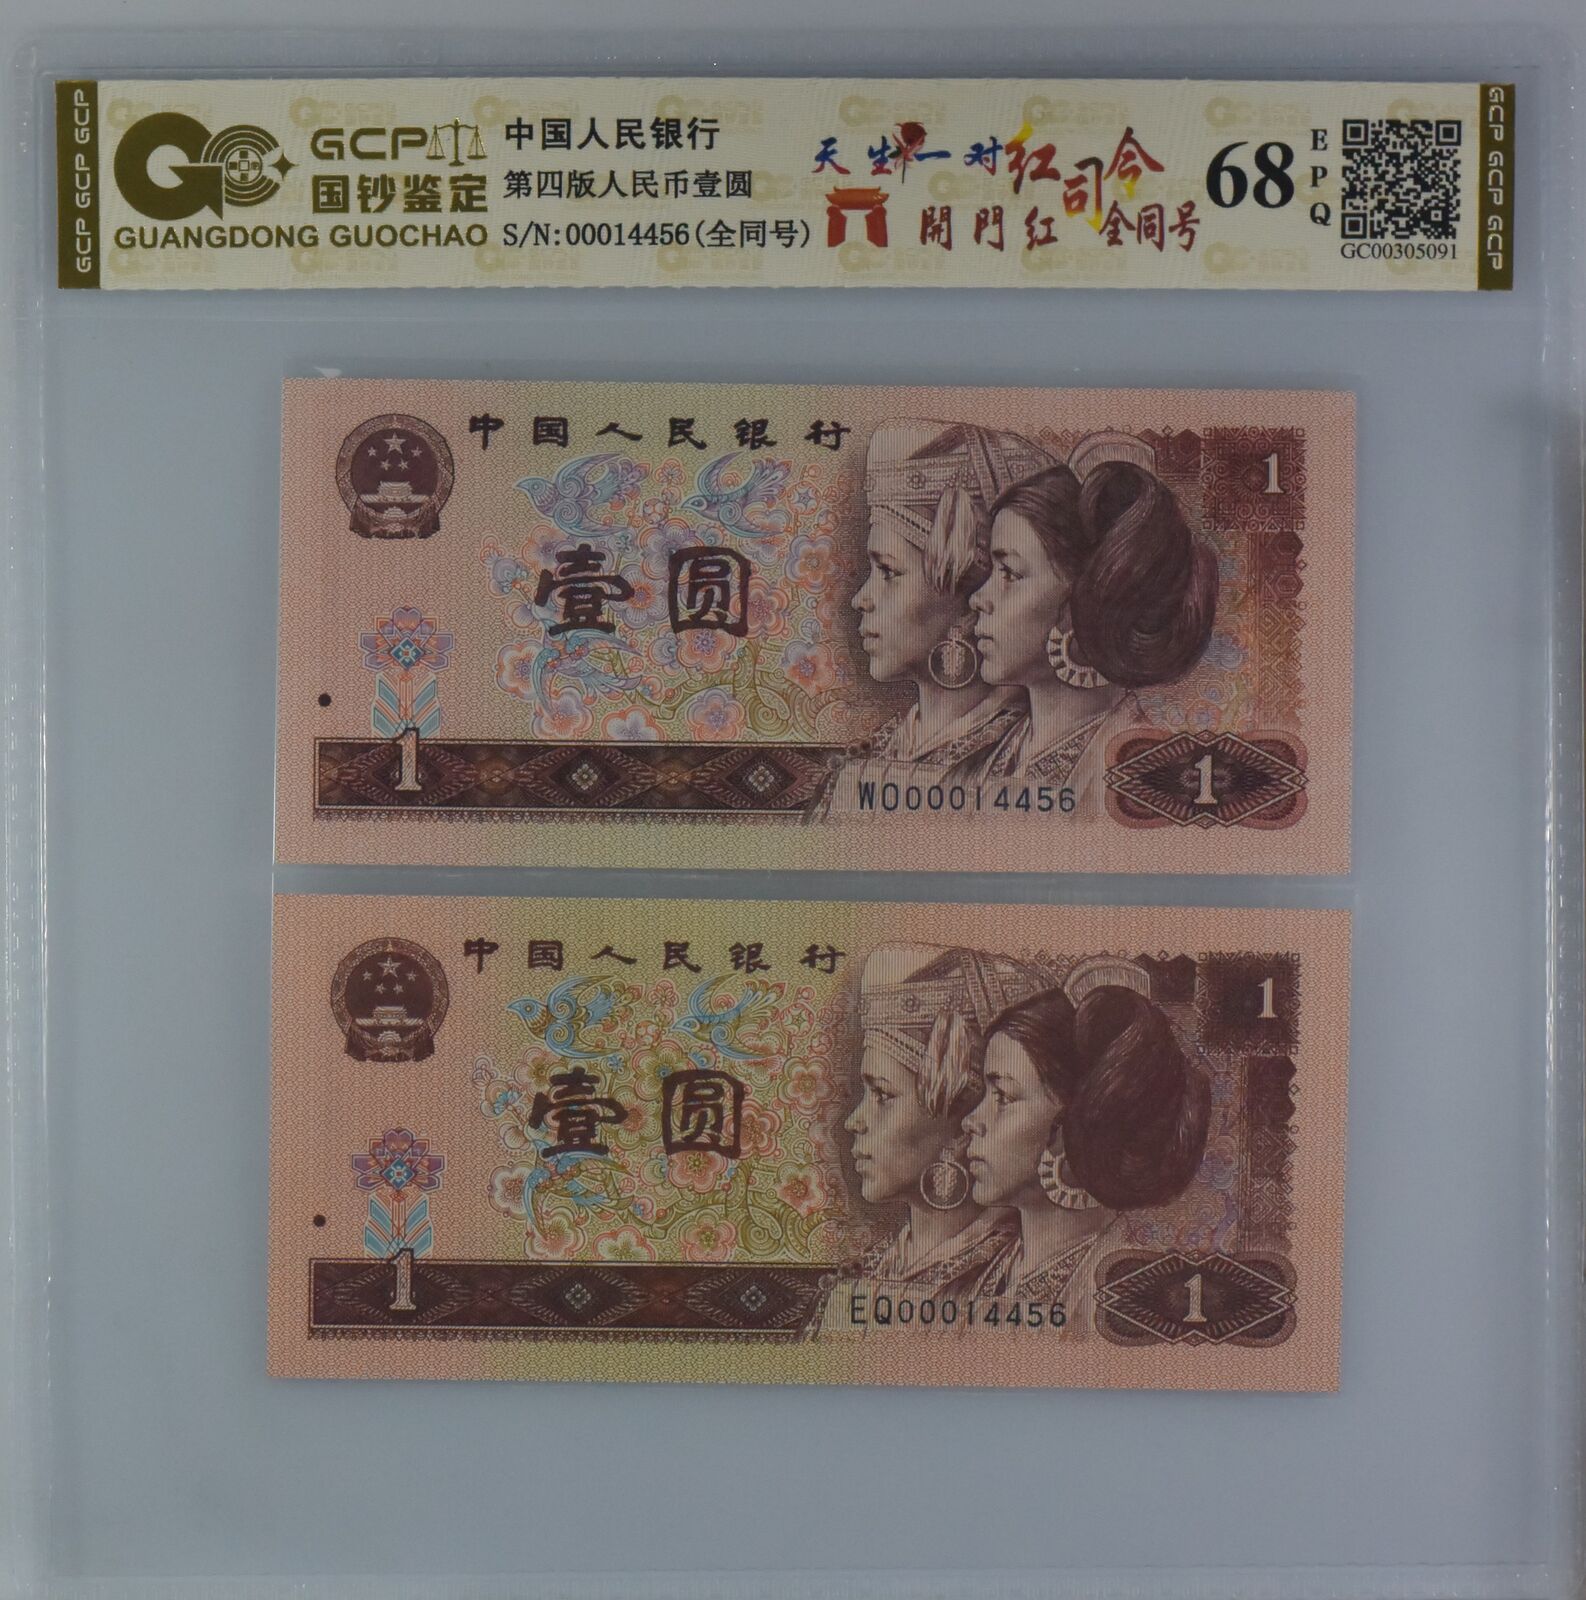 GCP GCP GCP
GCP
国钞鉴定
GUANGDONG GUOCHAO
中国人民银行
第四版人民币壹圆
S/N:00014456(全同号)
天生一对红司令
開門红 全同号
68
EPQ
GC00305091
GCP GCP GCP
中国人民银行
1
壹圆
1
WO00014456
1
中国人民银行
1
壹圆
1
EQ00014456
1